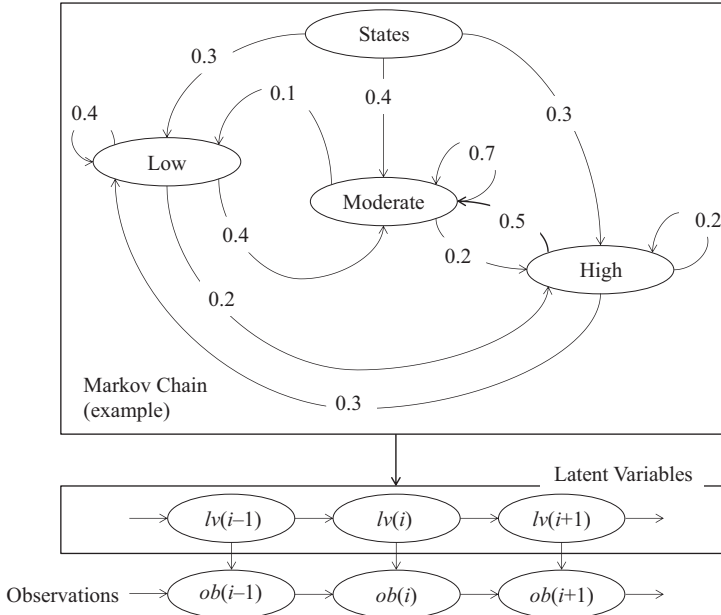 States
0.3
0.4
0.3
0.4
0.1
0.7
Low
Moderate
0.5
0.2
0.4
0.2
High
0.2
0.3
Markov Chain
(example)
Latent Variables
lv(i–1)
lv(i)
lv(i+1)
Observations
ob(i–1)
ob(i)
ob(i+1)